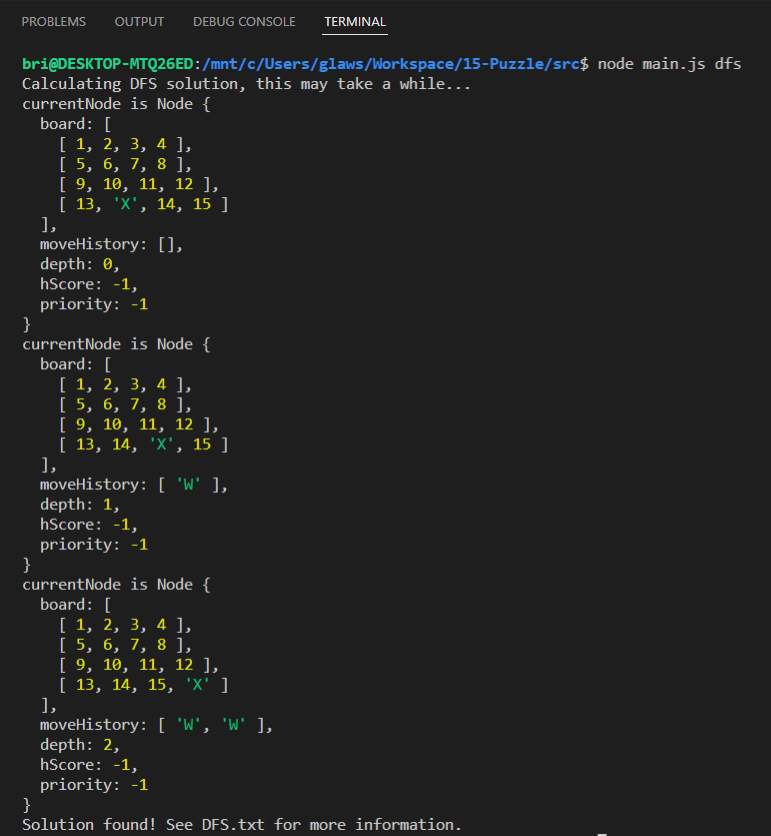 PROBLEMS OUTPUT DEBUG CONSOLE TERMINAL
bri@DESKTOP-MTQ26ED:/mnt/c/Users/glaws/Workspace/15-Puzzle/src$ node main.js dfs
Calculating DFS solution, this may take a while...
currentNode is Node {
  board: [
    [ 1, 2, 3, 4 ],
    [ 5, 6, 7, 8 ],
    [ 9, 10, 11, 12 ],
    [ 13, 'X', 14, 15 ]
  ],
  moveHistory: [],
  depth: 0,
  hScore: -1,
  priority: -1
}
currentNode is Node {
  board: [
    [ 1, 2, 3, 4 ],
    [ 5, 6, 7, 8 ],
    [ 9, 10, 11, 12 ],
    [ 13, 14, 'X', 15 ]
  ],
  moveHistory: [ 'W' ],
  depth: 1,
  hScore: -1,
  priority: -1
}
currentNode is Node {
  board: [
    [ 1, 2, 3, 4 ],
    [ 5, 6, 7, 8 ],
    [ 9, 10, 11, 12 ],
    [ 13, 14, 15, 'X' ]
  ],
  moveHistory: [ 'W', 'W' ],
  depth: 2,
  hScore: -1,
  priority: -1
}
Solution found! See DFS.txt for more information.